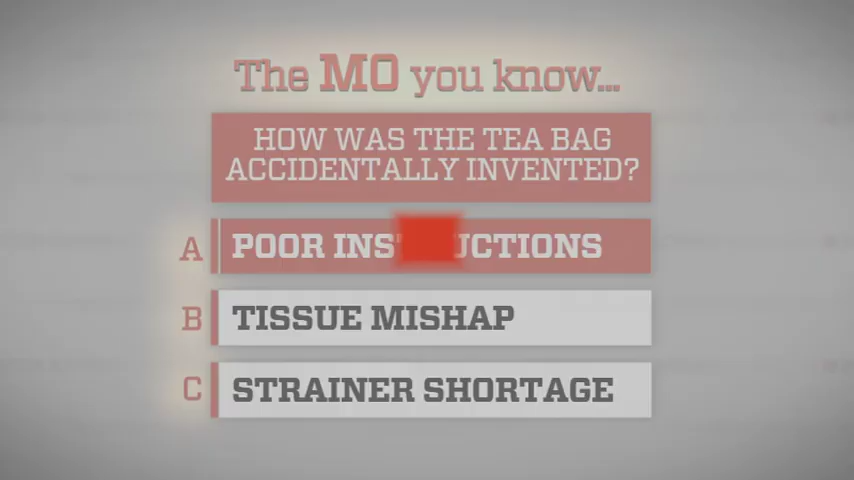 The MO you know...
HOW WAS THE TEA BAG
ACCIDENTALLY INVENTED?
A POOR
B TISSUE MISHAP
C STRAINER SHORTAGE